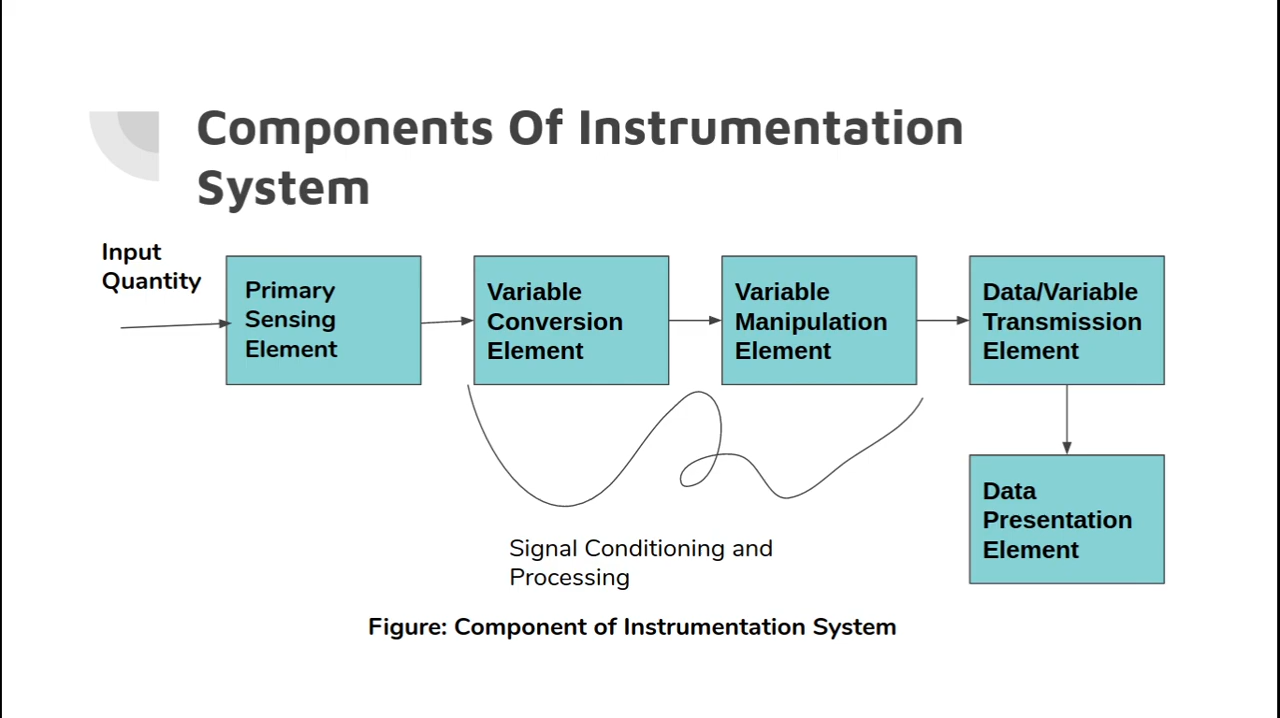 Components Of Instrumentation
System
Input
Quantity
Primary
Sensing
Element
Variable
Conversion
Element
Variable
Manipulation
Element
Data/Variable
Transmission
Element
Data
Presentation
Element
Signal Conditioning and
Processing
Figure: Component of Instrumentation System